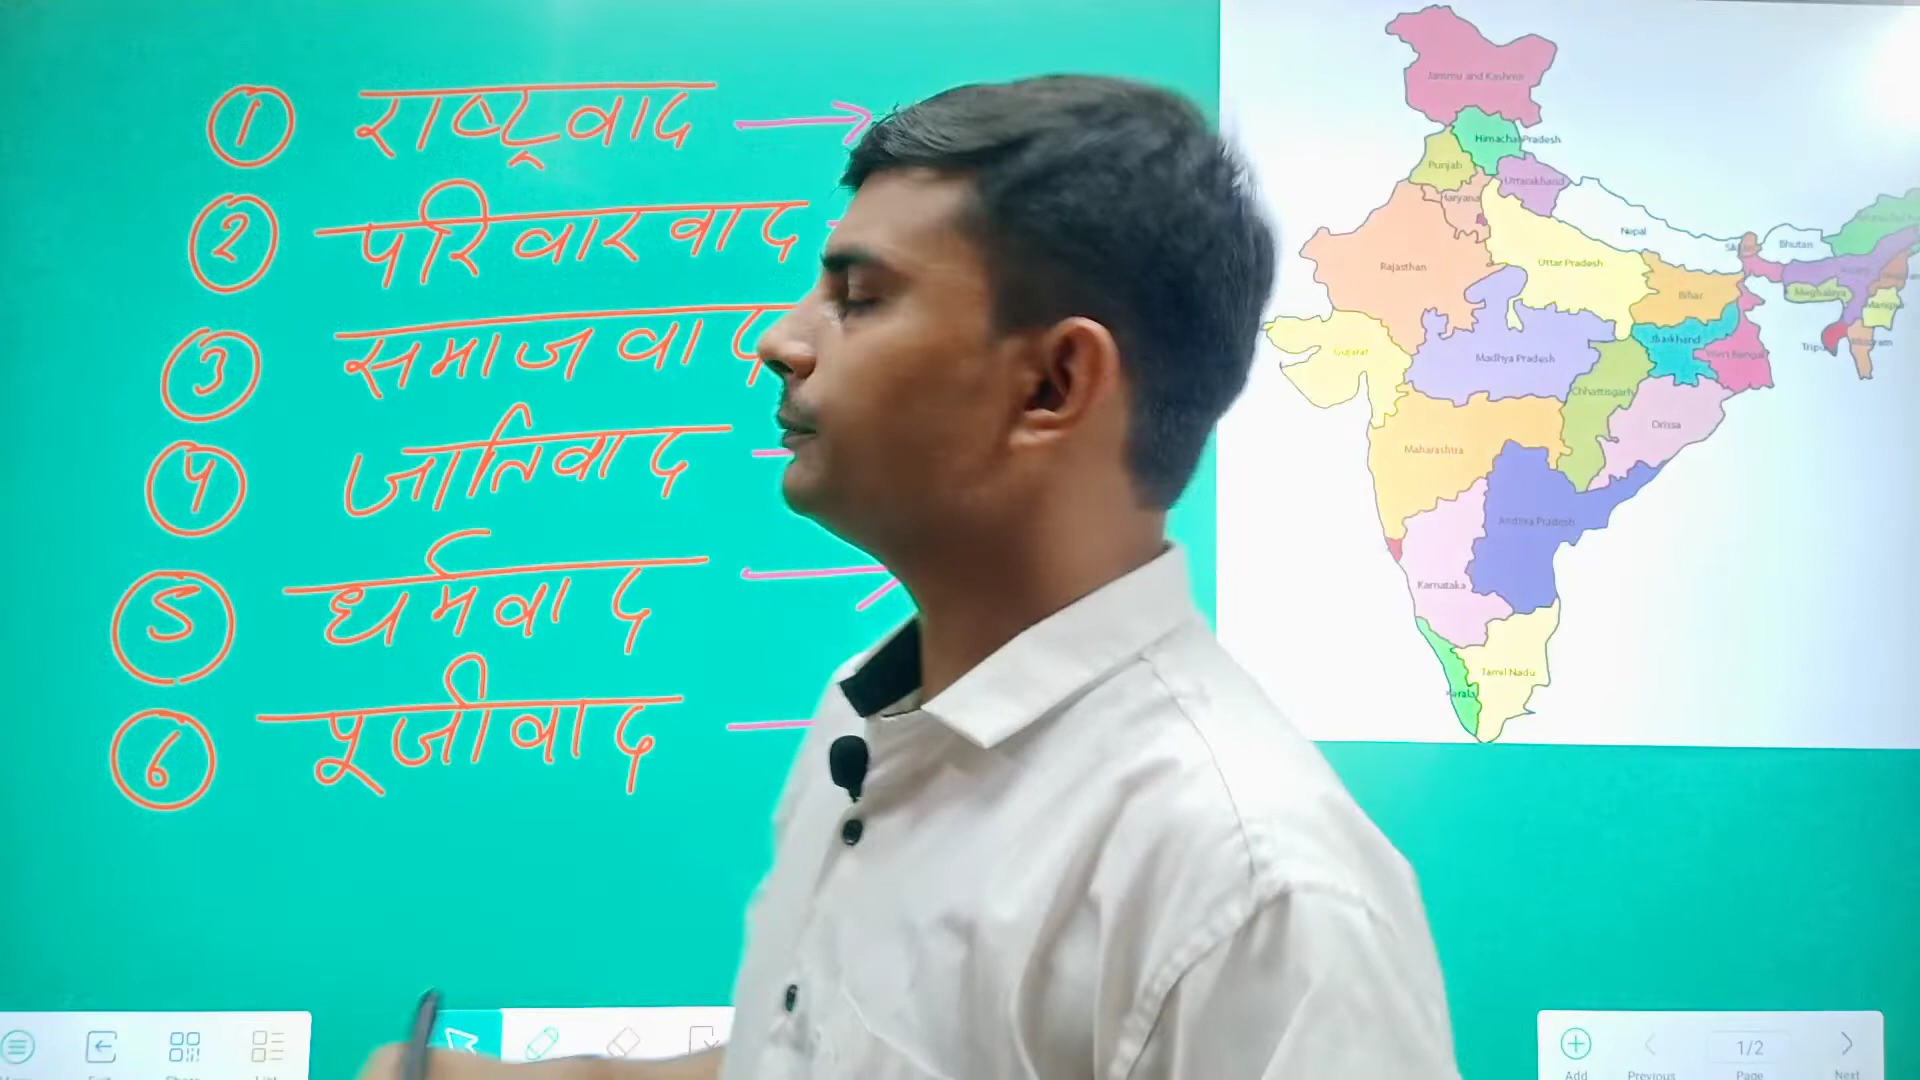 ① राष्ट्रवाद
② परिवारवाद
③ समाजवाद
④ जातिवाद
⑤ धर्मवाद
⑥ पूजीवाद
Jammu and Kashmir
Himachal Pradesh
Punjab
Uttarakhand
Haryana
Nepal
Bhutan
Rajasthan
Uttar Pradesh
Bihar
Meghalaya
Gujarat
Madhya Pradesh
Jharkhand
West Bengal
Chhattisgarh
Orissa
Maharashtra
Andhra Pradesh
Karnataka
Tamil Nadu
Kerala
1/2
Add
Previous
Page
Next